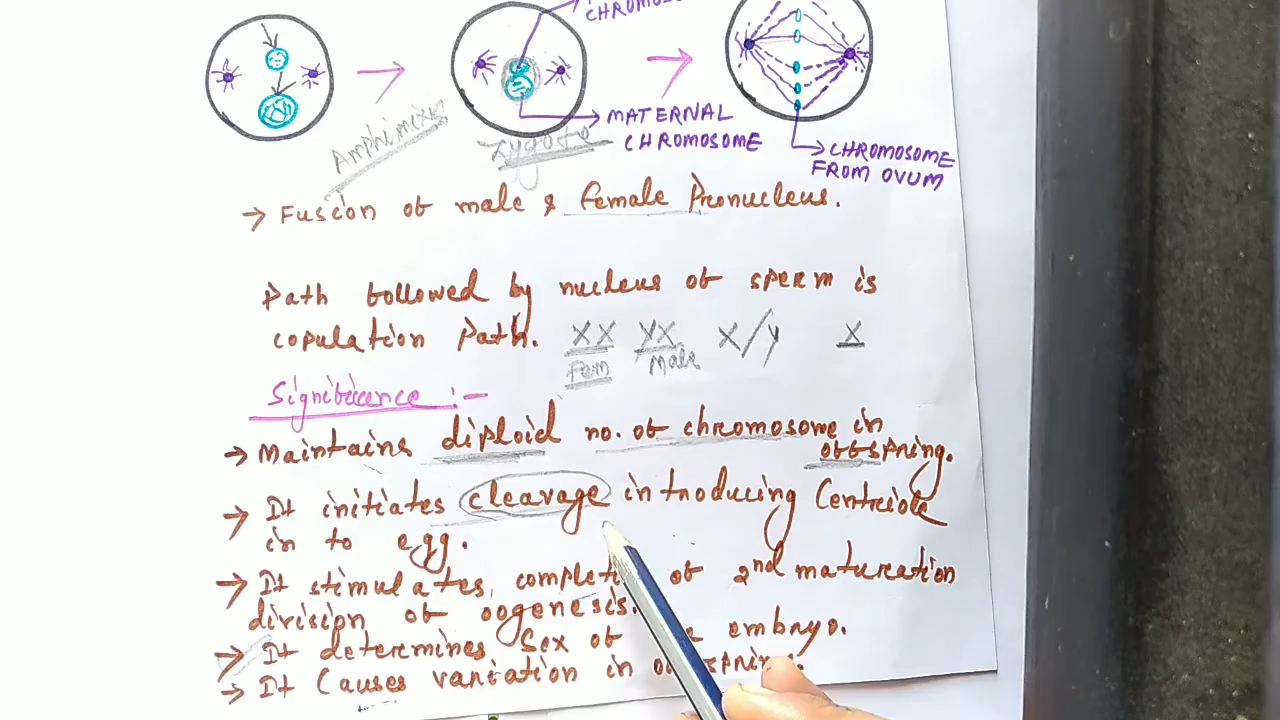 CHROMOSO
MATERNAL
CHROMOSOME
CHROMOSOME
FROM OVUM
Amphimixis
Zygote
→ Fusion of male & female Pronucleus.
Path followed by nucleus of sperm is
copulation Path. XX YX X/y X
Fem Male
Significance :-
→ Maintains diploid no. of chromosome in
offspring.
→ It initiates cleavage introducing Centriole
in to egg.
→ It stimulates completi of 2nd maturation
division of oogenesis.
→ It determines Sex of embryo.
→ It Causes variation in